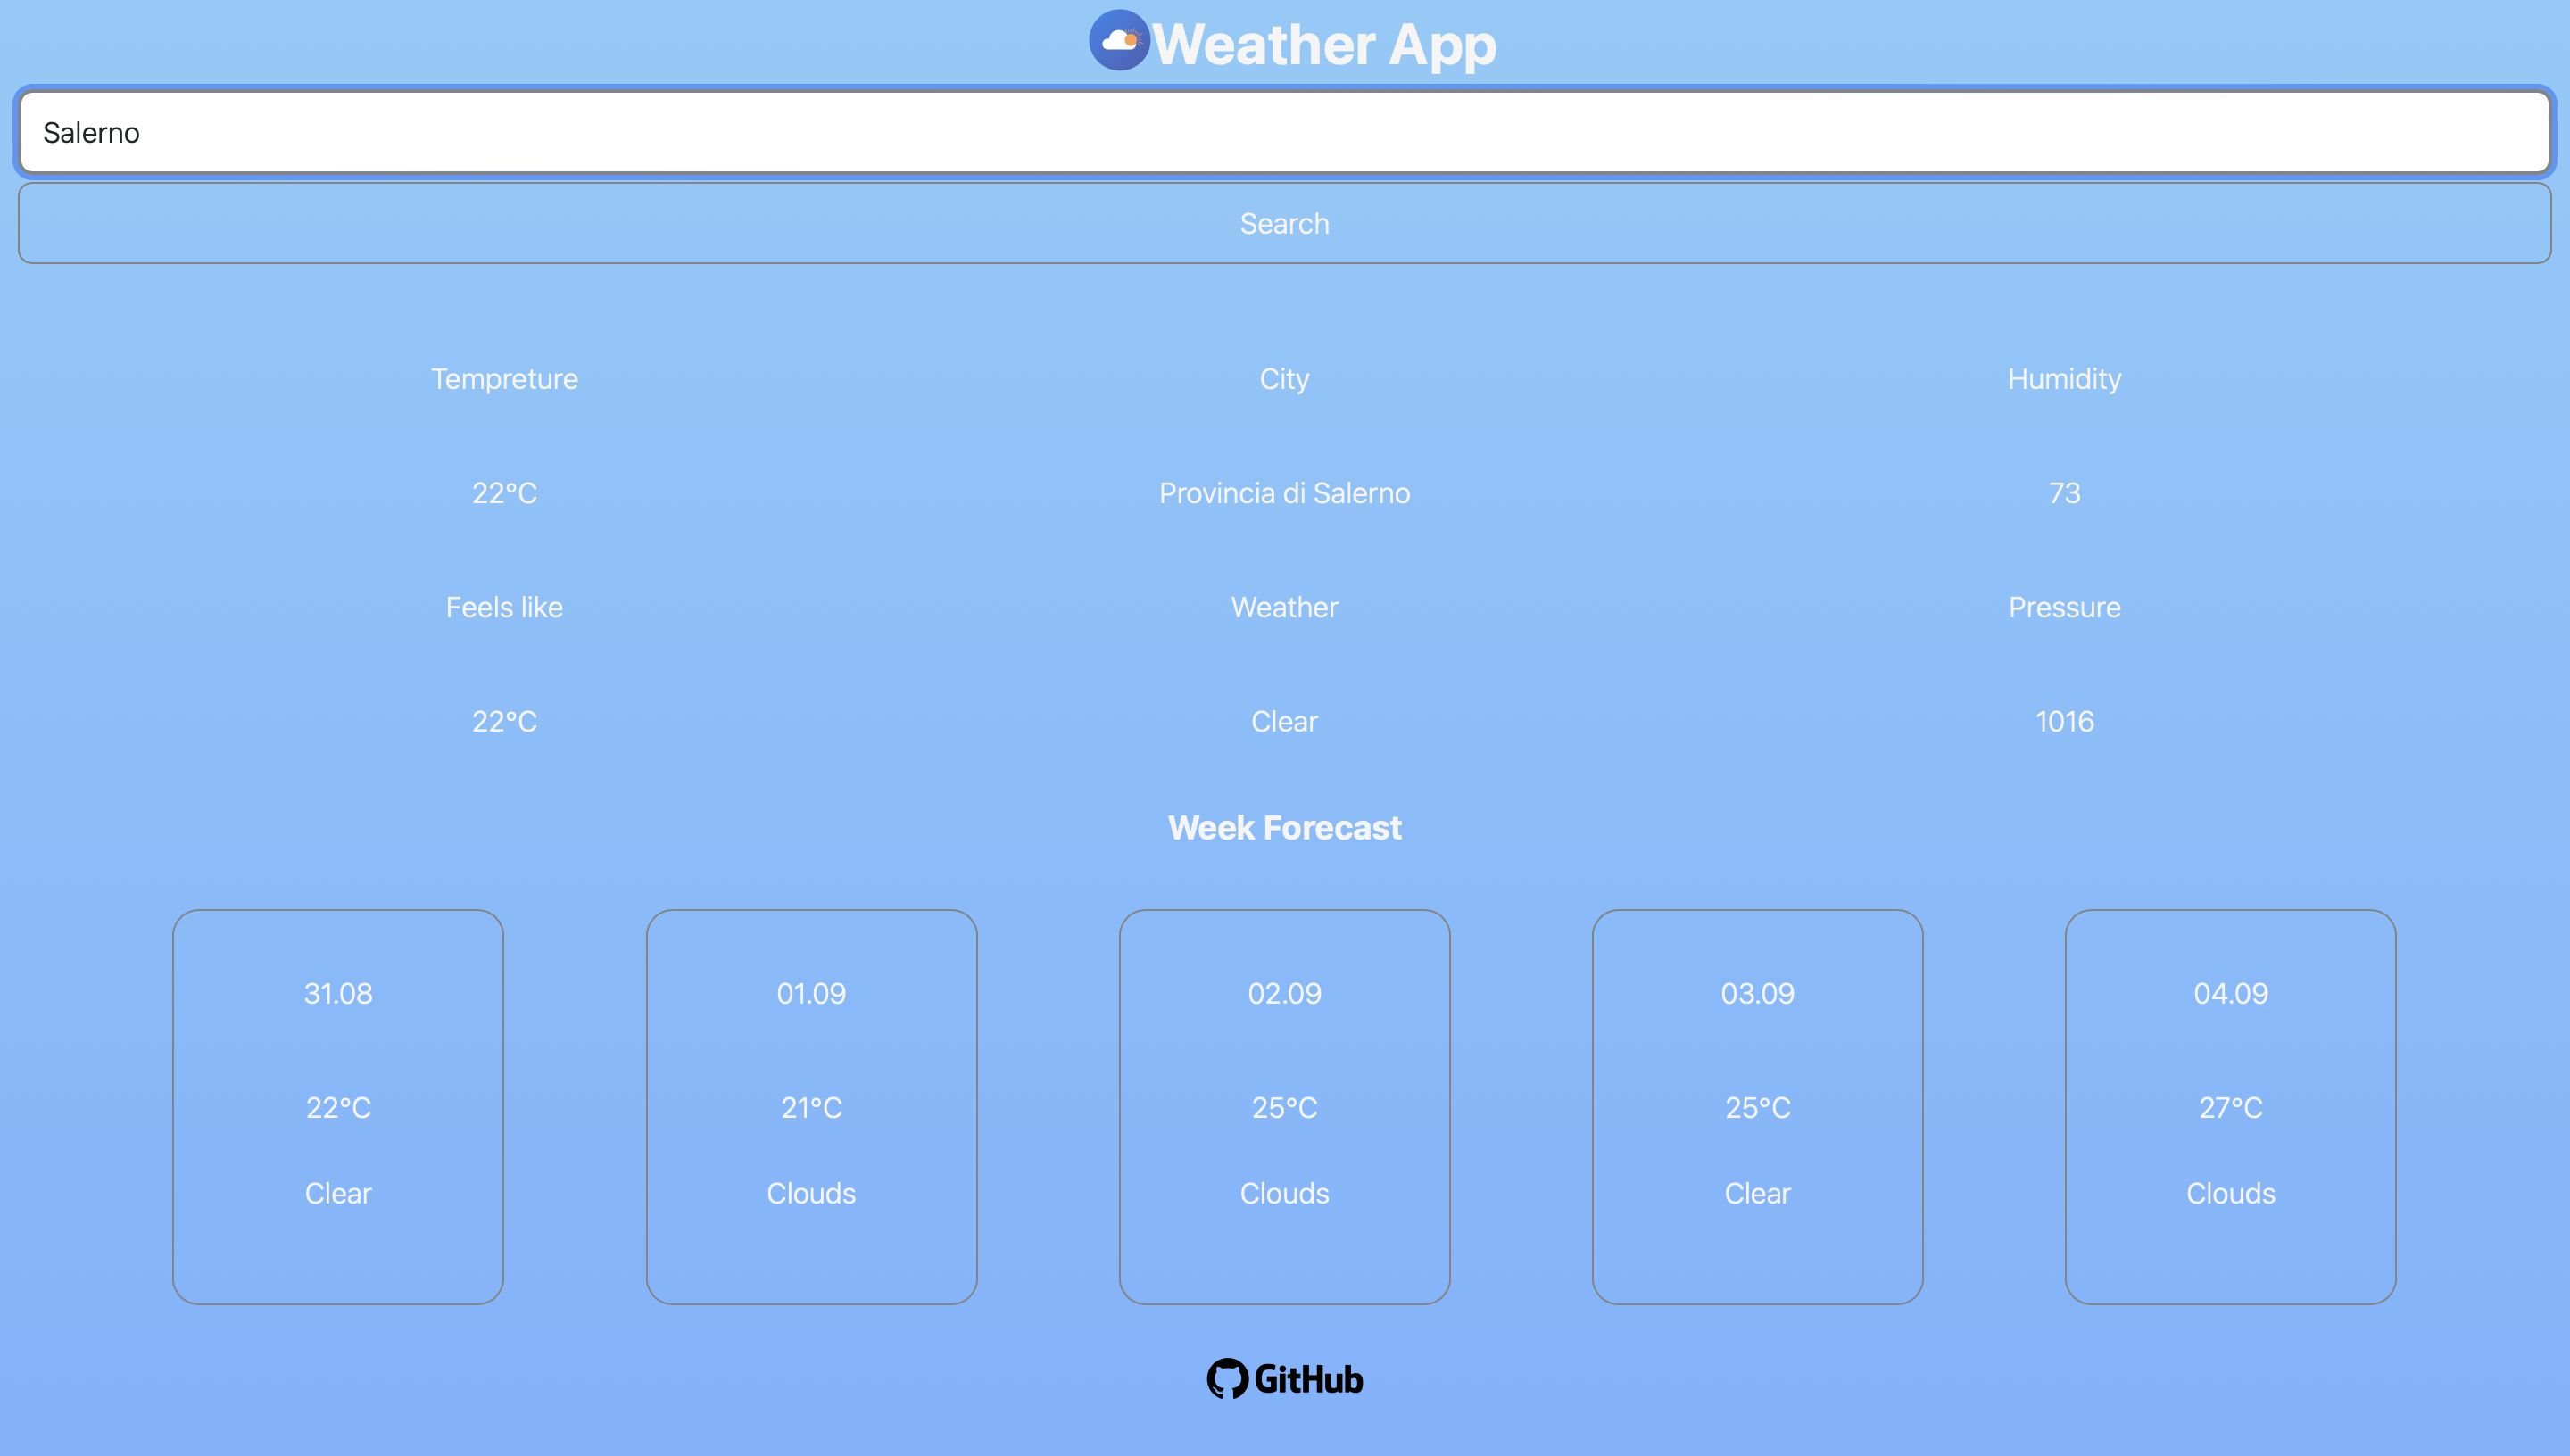 Weather App
Salerno
Search
Tempreture City Humidity
22°C Provincia di Salerno 73
Feels like Weather Pressure
22°C Clear 1016
Week Forecast
31.08 01.09 02.09 03.09 04.09
22°C 21°C 25°C 25°C 27°C
Clear Clouds Clouds Clear Clouds
GitHub